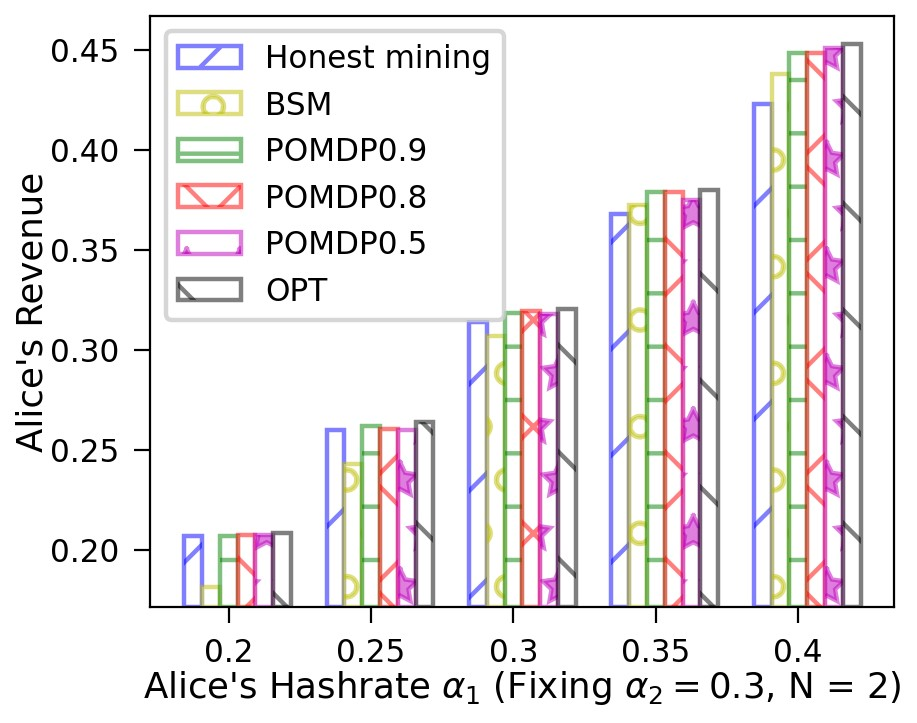 0.45
0.40
0.35
0.30
0.25
0.20
Alice's Revenue
Honest mining
BSM
POMDP0.9
POMDP0.8
POMDP0.5
OPT
0.2 0.25 0.3 0.35 0.4
Alice's Hashrate α₁ (Fixing α₂ = 0.3, N = 2)